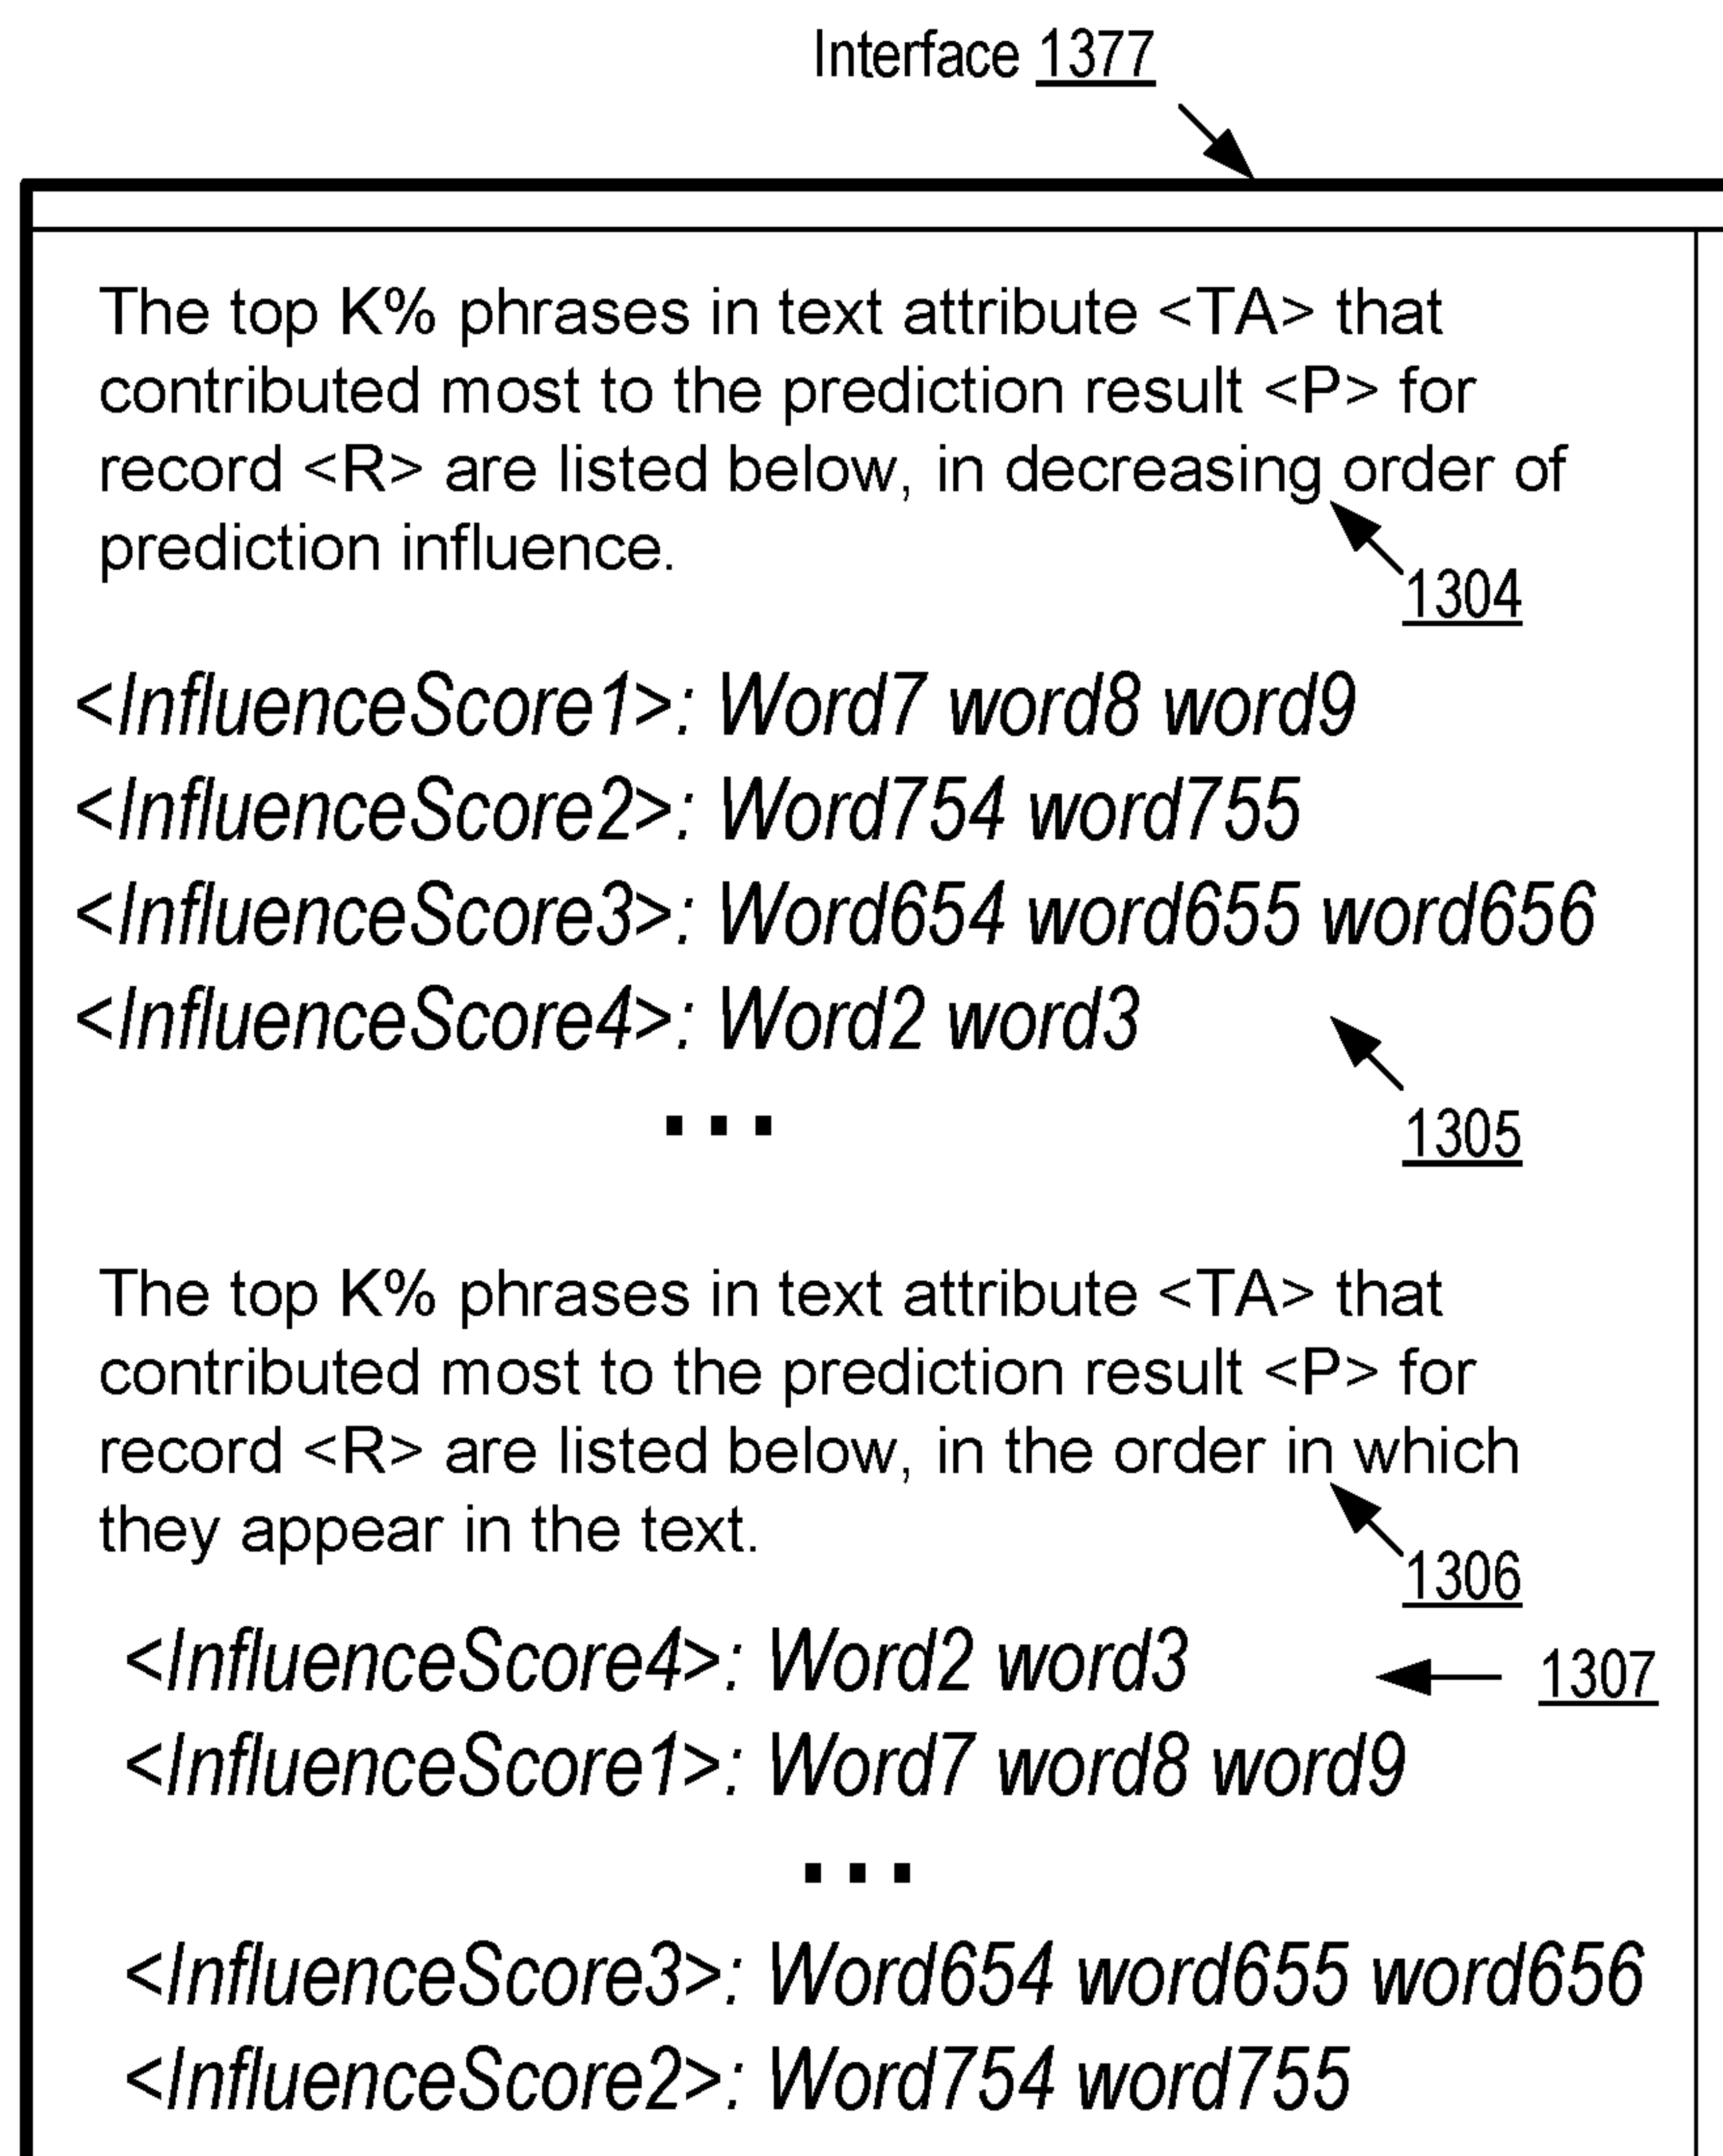 Interface 1377
The top K% phrases in text attribute <TA> that
contributed most to the prediction result <P> for
record <R> are listed below, in decreasing order of
prediction influence.
1304
<InfluenceScore1>: Word7 word8 word9
<InfluenceScore2>: Word754 word755
<InfluenceScore3>: Word654 word655 word656
<InfluenceScore4>: Word2 word3
...
1305
The top K% phrases in text attribute <TA> that
contributed most to the prediction result <P> for
record <R> are listed below, in the order in which
they appear in the text.
1306
<InfluenceScore4>: Word2 word3
1307
<InfluenceScore1>: Word7 word8 word9
...
<InfluenceScore3>: Word654 word655 word656
<InfluenceScore2>: Word754 word755